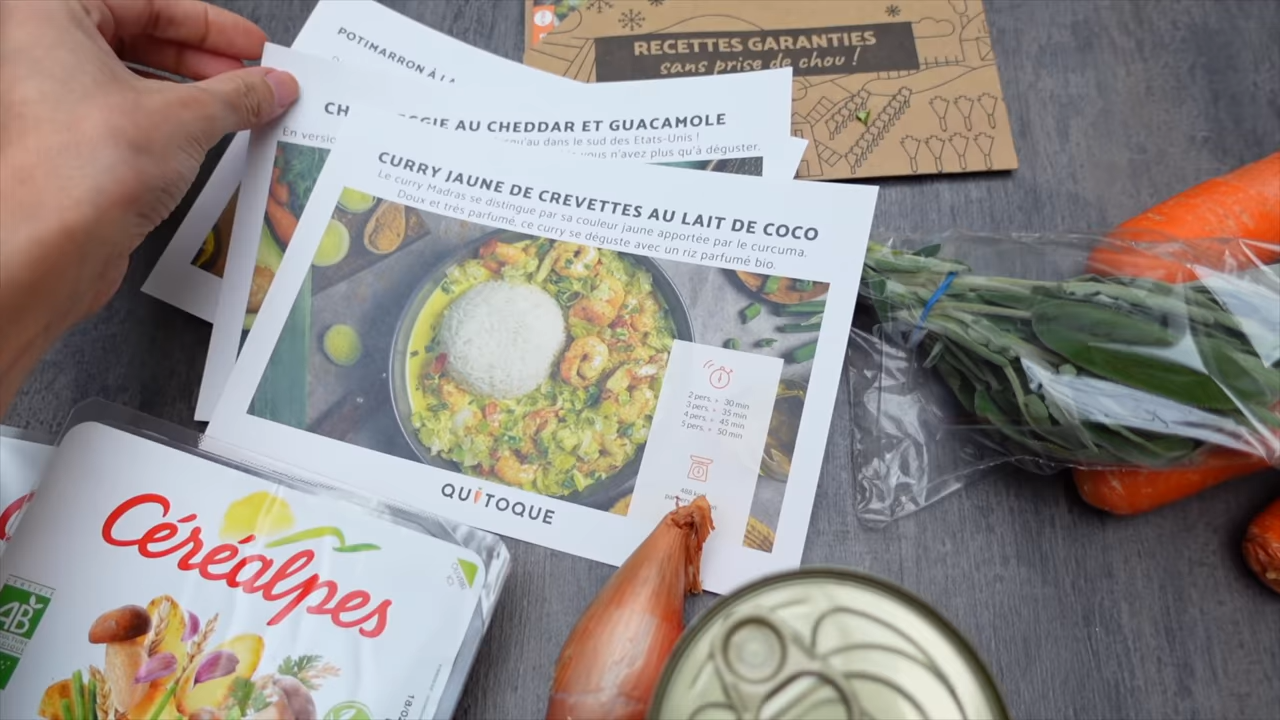 RECETTES GARANTIES
sans prise de chou !
POTIMARRON À LA
CH
GGIE AU CHEDDAR ET GUACAMOLE
En versio
squ'au dans le sud des Etats-Unis !
vous n'avez plus qu'à déguster.
CURRY JAUNE DE CREVETTES AU LAIT DE COCO
Le curry Madras se distingue par sa couleur jaune apportée par le curcuma.
Doux et très parfumé, ce curry se déguste avec un riz parfumé bio.
2 pers. » 30 min
3 pers. » 35 min
4 pers. » 45 min
5 pers. » 50 min
QUITOQUE
Céréalpes
AB